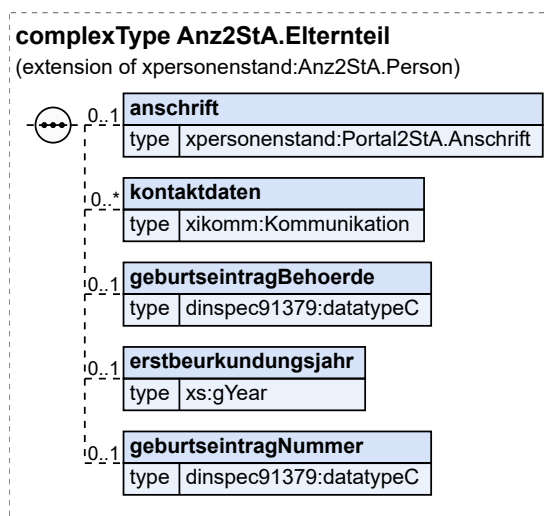 complexType Anz2StA.Elternteil
(extension of xpersonenstand:Anz2StA.Person)
0..1 anschrift
type xpersonenstand:Portal2StA.Anschrift
0..* kontaktdaten
type xikomm:Kommunikation
0..1 geburtseintragBehoerde
type dinspec91379:datatypeC
0..1 erstbeurkundungsjahr
type xs:gYear
0..1 geburtseintragNummer
type dinspec91379:datatypeC